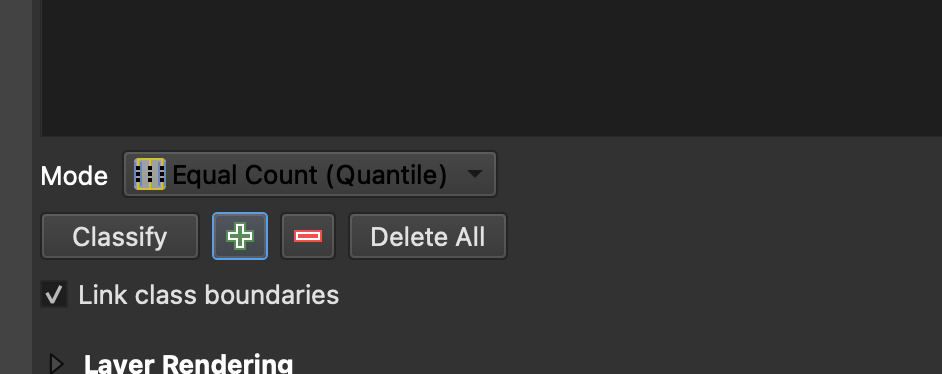 Mode Equal Count (Quantile)
Classify Delete All
Link class boundaries
Layer Rendering